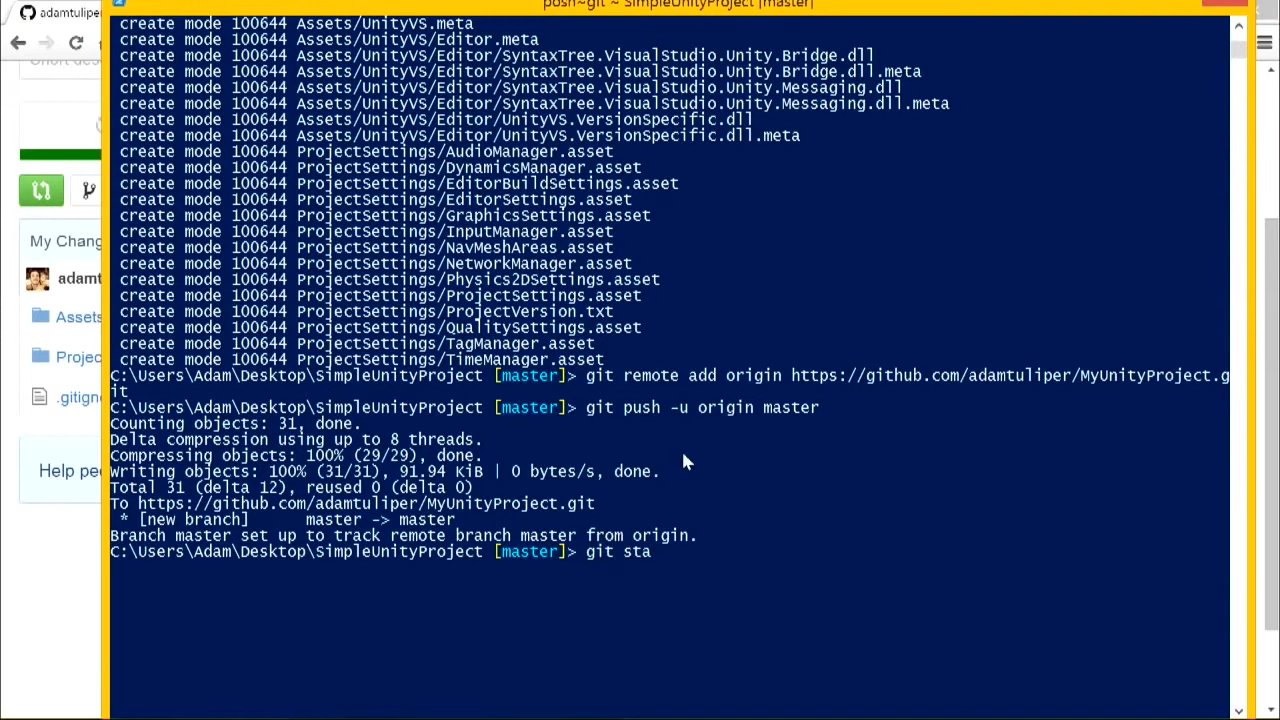 posh~git ~ SimpleUnityProject [master]
adamtulipe
create mode 100644 Assets/UnityVS.meta
create mode 100644 Assets/UnityVS/Editor.meta
create mode 100644 Assets/UnityVS/Editor/SyntaxTree.VisualStudio.Unity.Bridge.dll
create mode 100644 Assets/UnityVS/Editor/SyntaxTree.VisualStudio.Unity.Bridge.dll.meta
create mode 100644 Assets/UnityVS/Editor/SyntaxTree.VisualStudio.Unity.Messaging.dll
create mode 100644 Assets/UnityVS/Editor/SyntaxTree.VisualStudio.Unity.Messaging.dll.meta
create mode 100644 Assets/UnityVS/Editor/UnityVS.VersionSpecific.dll
create mode 100644 Assets/UnityVS/Editor/UnityVS.VersionSpecific.dll.meta
create mode 100644 ProjectSettings/AudioManager.asset
create mode 100644 ProjectSettings/DynamicsManager.asset
create mode 100644 ProjectSettings/EditorBuildSettings.asset
create mode 100644 ProjectSettings/EditorSettings.asset
create mode 100644 ProjectSettings/GraphicsSettings.asset
create mode 100644 ProjectSettings/InputManager.asset
create mode 100644 ProjectSettings/NavMeshAreas.asset
create mode 100644 ProjectSettings/NetworkManager.asset
create mode 100644 ProjectSettings/Physics2DSettings.asset
create mode 100644 ProjectSettings/ProjectSettings.asset
create mode 100644 ProjectSettings/ProjectVersion.txt
create mode 100644 ProjectSettings/QualitySettings.asset
create mode 100644 ProjectSettings/TagManager.asset
create mode 100644 ProjectSettings/TimeManager.asset
C:\Users\Adam\Desktop\SimpleUnityProject [master]> git remote add origin https://github.com/adamtuliper/MyUnityProject.g
it
C:\Users\Adam\Desktop\SimpleUnityProject [master]> git push -u origin master
Counting objects: 31, done.
Delta compression using up to 8 threads.
Compressing objects: 100% (29/29), done.
Writing objects: 100% (31/31), 91.94 KiB | 0 bytes/s, done.
Total 31 (delta 12), reused 0 (delta 0)
To https://github.com/adamtuliper/MyUnityProject.git
* [new branch] master -> master
Branch master set up to track remote branch master from origin.
C:\Users\Adam\Desktop\SimpleUnityProject [master]> git sta
Short des
My Chang
adamt
Assets
Projec
.gitign
Help pe